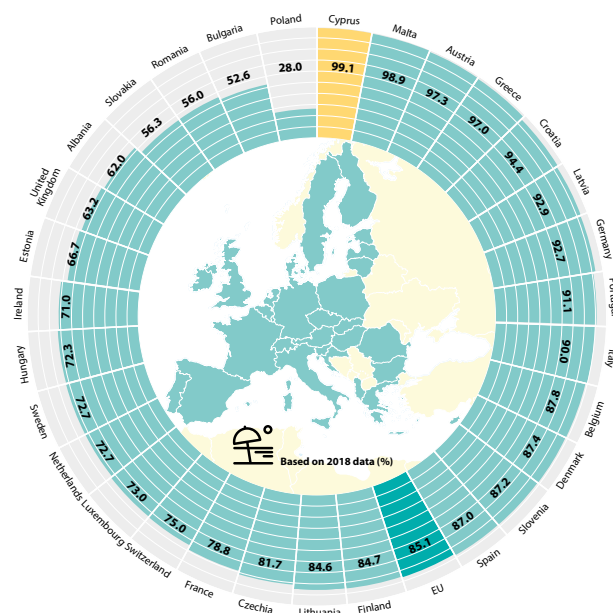 Cyprus
99.1
Malta
98.9
Austria
97.3
Greece
97.0
Croatia
94.4
Latvia
92.9
Germany
92.7
91.1
Italy
90.0
Belgium
87.8
Denmark
87.4
Slovenia
87.2
Spain
87.0
EU
85.1
Finland
84.7
Lithuania
84.6
Czechia
81.7
France
78.8
Switzerland
75.0
Luxembourg
73.0
Netherlands
72.7
Sweden
72.7
Hungary
72.3
Ireland
71.0
Estonia
66.7
United
Kingdom
63.2
Albania
62.0
Slovakia
56.3
Romania
56.0
Bulgaria
52.6
Poland
28.0
Based on 2018 data (%)